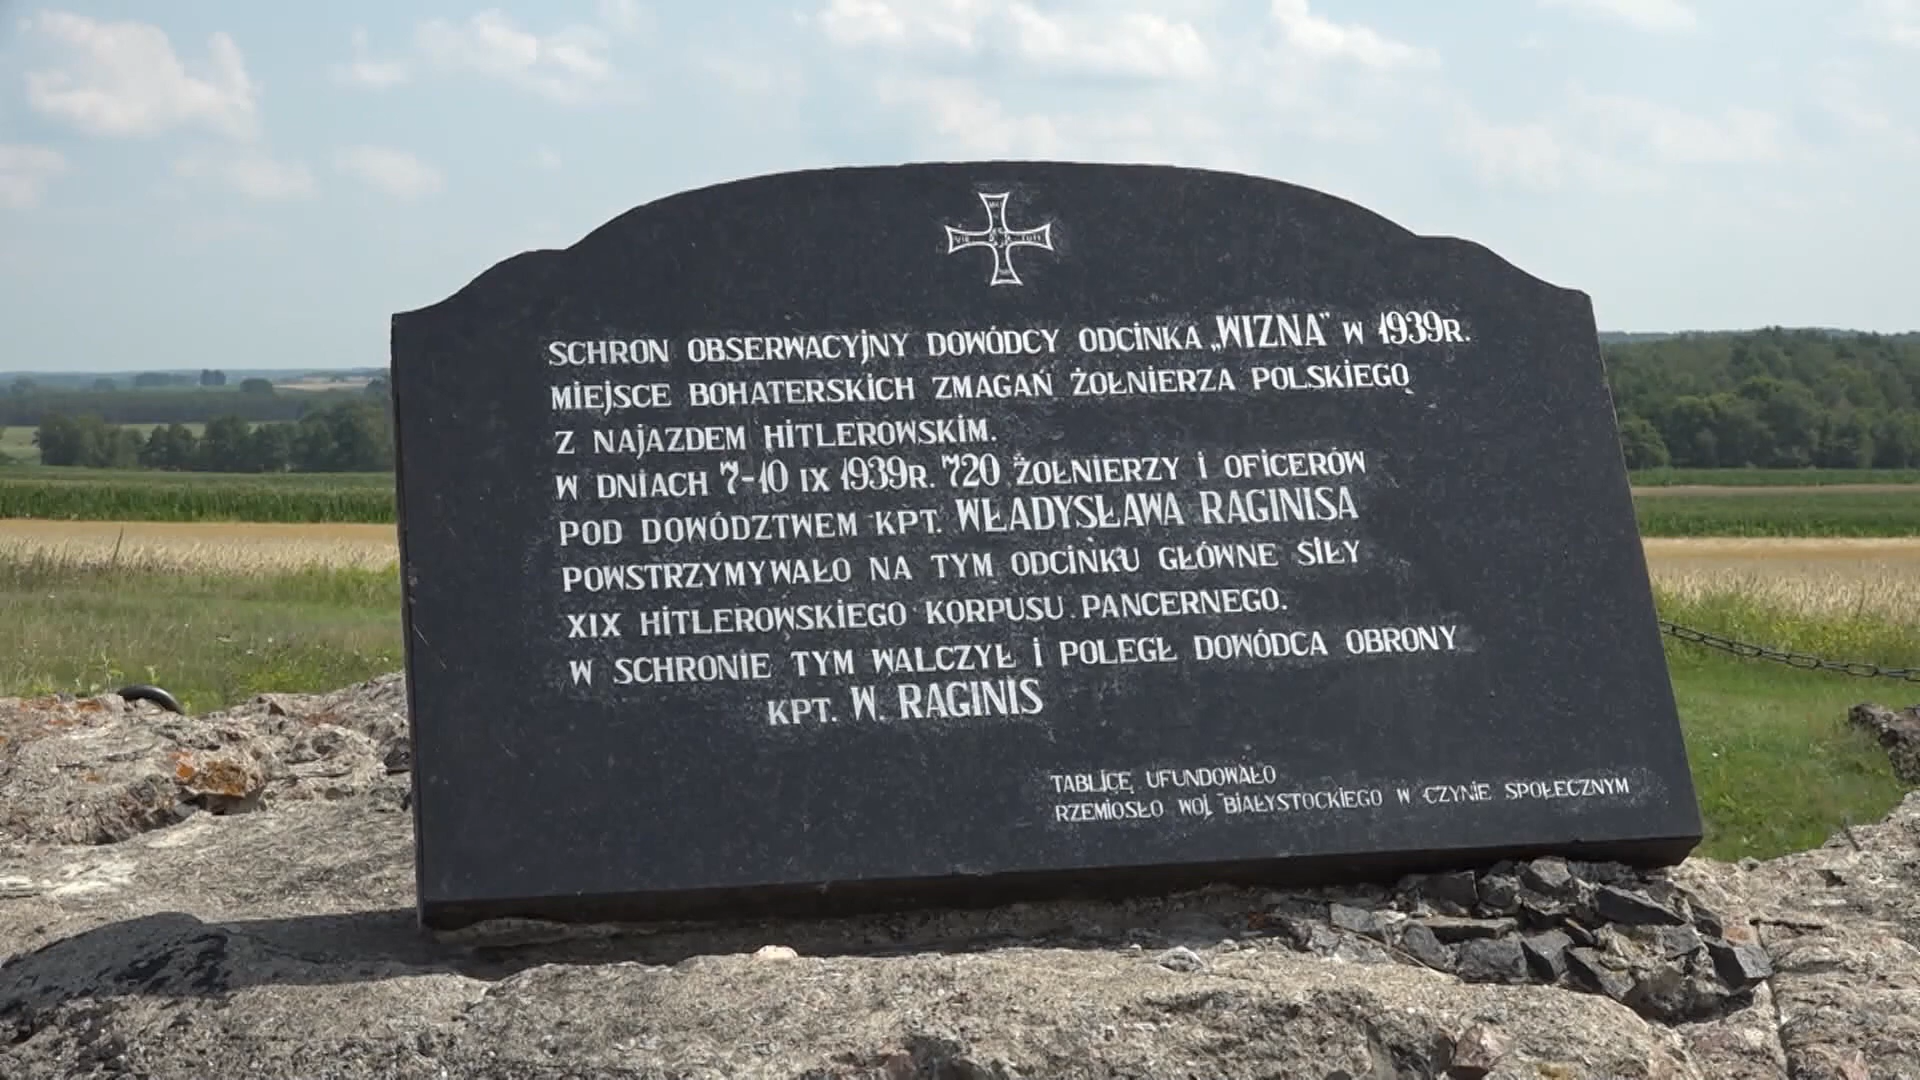 SCHRON OBSERWACYJNY DOWÓDCY ODCINKA „WIZNA" W 1939R.
MIEJSCE BOHATERSKICH ZMAGAŃ ŻOŁNIERZA POLSKIEGO
Z NAJAZDEM HITLEROWSKIM.
W DNIACH 7-10 IX 1939R. 720 ŻOŁNIERZY I OFICERÓW
POD DOWÓDZTWEM KPT. WŁADYSŁAWA RAGINISA
POWSTRZYMYWAŁO NA TYM ODCINKU GŁÓWNE SIŁY
XIX HITLEROWSKIEGO KORPUSU PANCERNEGO.
W SCHRONIE TYM WALCZYŁ I POLEGŁ DOWÓDCA OBRONY
KPT. W. RAGINIS
TABLICĘ UFUNDOWAŁO
RZEMIOSŁO WOJ. BIAŁYSTOCKIEGO W CZYNIE SPOŁECZNYM